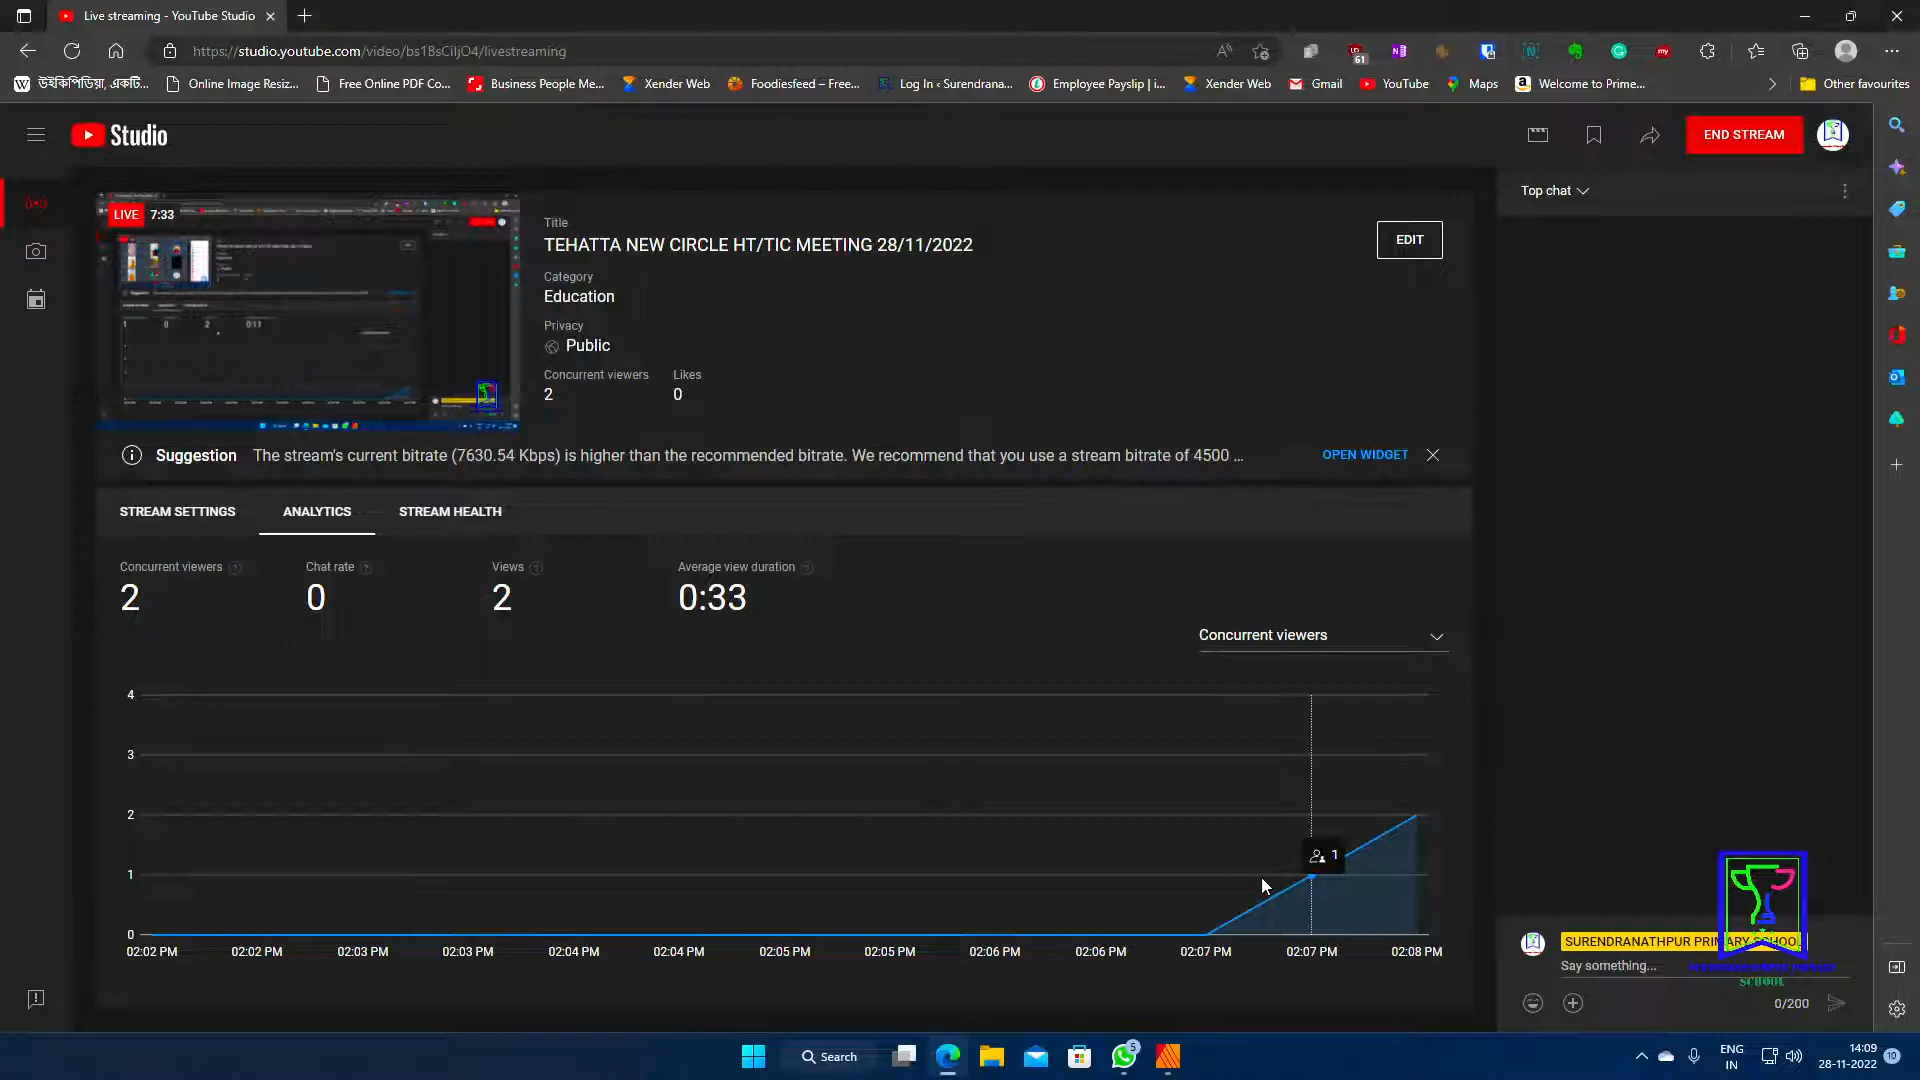 Live streaming - YouTube Studio
https://studio.youtube.com/video/bs1BsCiljO4/livestreaming
61
উইকিপিডিয়া, একটি...
Online Image Resiz...
Free Online PDF Co...
Business People Me...
Xender Web
Foodiesfeed – Free...
Log In ‹ Surendrana...
Employee Payslip | i...
Xender Web
Gmail
YouTube
Maps
Welcome to Prime...
Other favourites
Studio
END STREAM
Top chat
LIVE 7:33
Title
TEHATTA NEW CIRCLE HT/TIC MEETING 28/11/2022
EDIT
Category
Education
Privacy
Public
Concurrent viewers Likes
2 0
Suggestion The stream's current bitrate (7630.54 Kbps) is higher than the recommended bitrate. We recommend that you use a stream bitrate of 4500 ...
OPEN WIDGET
STREAM SETTINGS ANALYTICS STREAM HEALTH
Concurrent viewers Chat rate Views Average view duration
2 0 2 0:33
Concurrent viewers
4
3
2
1
1
0
02:02 PM 02:02 PM 02:03 PM 02:03 PM 02:04 PM 02:04 PM 02:05 PM 02:05 PM 02:06 PM 02:06 PM 02:07 PM 02:07 PM 02:08 PM
SURENDRANATHPUR PRIMARY SCHOOL
Say something...
SCHOOL
0/200
Search
5
ENG
IN
14:09
28-11-2022
10